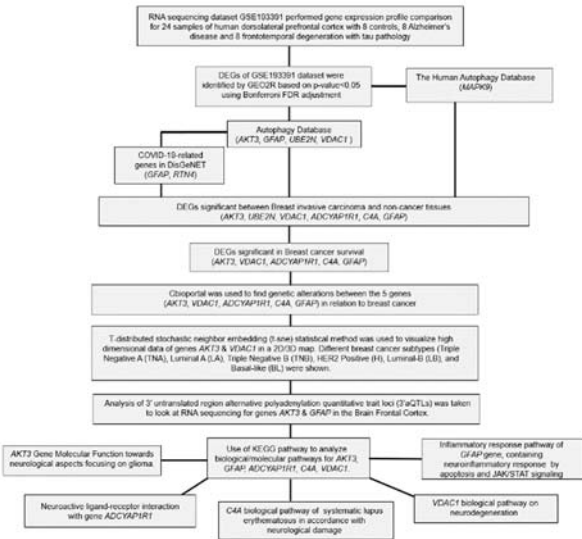 RNA sequencing dataset GSE193391 performed gene expression profile comparison
for 24 samples of human dorsolateral prefrontal cortex with 8 controls, 8 Alzheimer's
disease and 8 frontotemporal degeneration with tau pathology
DEGs of GSE193391 dataset were
identified by GEO2R based on p-value<0.05
using Bonferroni FDR adjustment
The Human Autophagy Database
(MAPK9)
Autophagy Database
(AKT3, GFAP, UBE2N, VDAC1 )
COVID-19-related
genes in DisGeNET
(GFAP, RTN4)
DEGs significant between Breast invasive carcinoma and non-cancer tissues
(AKT3, UBE2N, VDAC1, ADCYAP1R1, C4A, GFAP)
DEGs significant in Breast cancer survival
(AKT3, VDAC1, ADCYAP1R1, C4A, GFAP)
Cbioportal was used to find genetic alterations between the 5 genes
(AKT3, VDAC1, ADCYAP1R1, C4A, GFAP) in relation to breast cancer
T-distributed stochastic neighbor embedding (t-sne) statistical method was used to visualize high
dimensional data of genes AKT3 & VDAC1 in a 2D/3D map. Different breast cancer subtypes (Triple
Negative A (TNA), Luminal A (LA), Triple Negative B (TNB), HER2 Positive (H), Luminal-B (LB), and
Basal-like (BL) were shown.
Analysis of 3' untranslated region alternative polyadenylation quantitative trait loci (3'aQTLs) was taken
to look at RNA sequencing for genes AKT3 & GFAP in the Brain Frontal Cortex.
AKT3 Gene Molecular Function towards
neurological aspects focusing on glioma.
Use of KEGG pathway to analyze
biological/molecular pathways for AKT3,
GFAP, ADCYAP1R1, C4A, VDAC1.
Inflammatory response pathway of
GFAP gene, containing
neuroinflammatory response by
apoptosis and JAK/STAT signaling
Neuroactive ligand-receptor interaction
with gene ADCYAP1R1
C4A biological pathway of systematic lupus
erythematosus in accordance with
neurological damage
VDAC1 biological pathway on
neurodegeneration